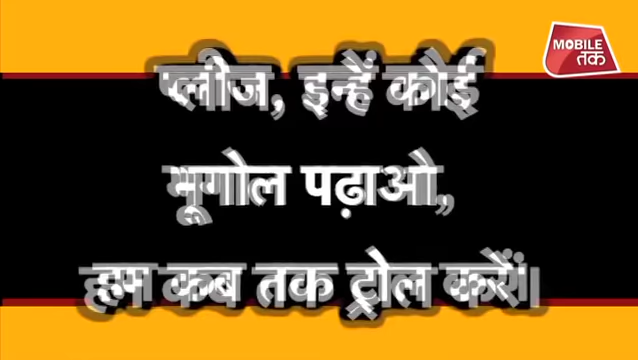 MOBILE
तक
प्लीज, इन्हें कोई
भूगोल पढ़ाओ,
हम कब तक ट्रोल करें।